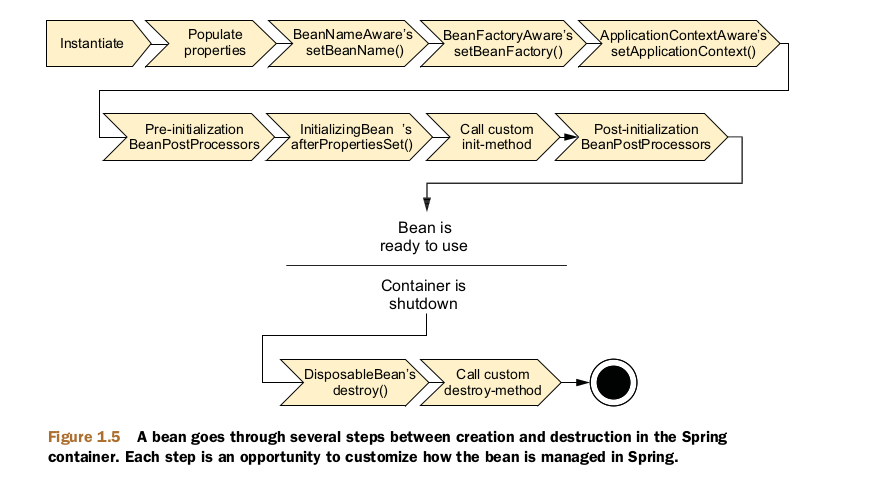 Instantiate
Populate
properties
BeanNameAware's
setBeanName()
BeanFactoryAware's
setBeanFactory()
ApplicationContextAware's
setApplicationContext()
Pre-initialization
BeanPostProcessors
InitializingBean 's
afterPropertiesSet()
Call custom
init-method
Post-initialization
BeanPostProcessors
Bean is
ready to use
Container is
shutdown
DisposableBean's
destroy()
Call custom
destroy-method
Figure 1.5 A bean goes through several steps between creation and destruction in the Spring
container. Each step is an opportunity to customize how the bean is managed in Spring.